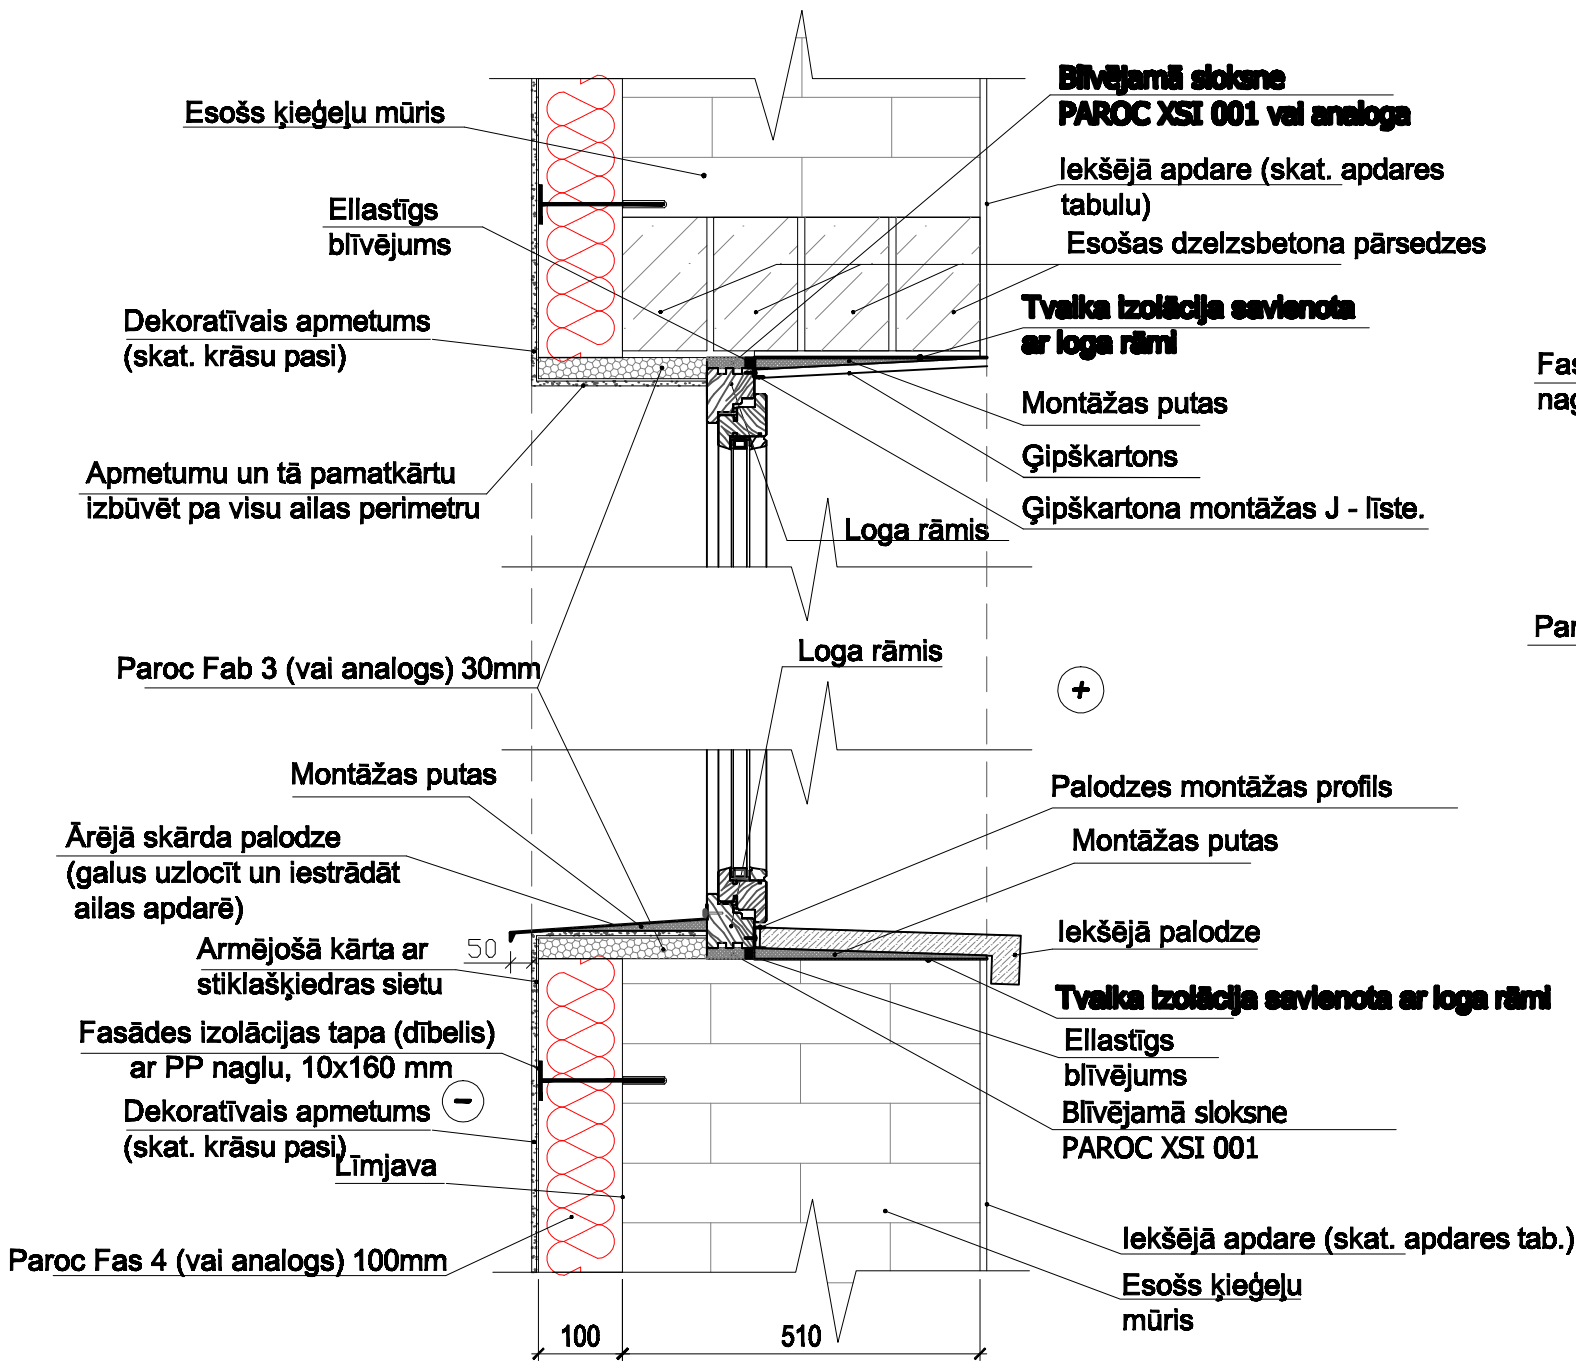 Blīvējamā sloksne
PAROC XSI 001 vai analoga
Esošs ķieģeļu mūris
Iekšējā apdare (skat. apdares
tabulu)
Ellastīgs
blīvējums
Esošas dzelzsbetona pārsedzes
Tvaika izolācija savienota
ar loga rāmi
Dekoratīvais apmetums
(skat. krāsu pasi)
Montāžas putas
Ģipškartons
Apmetumu un tā pamatkārtu
izbūvēt pa visu ailas perimetru
Ģipškartona montāžas J - līste.
Loga rāmis
Loga rāmis
Paroc Fab 3 (vai analogs) 30mm
+
Montāžas putas
Palodzes montāžas profils
Ārējā skārda palodze
(galus uzlocīt un iestrādāt
ailas apdarē)
Montāžas putas
50
Iekšējā palodze
Armējošā kārta ar
stiklašķiedras sietu
Tvaika izolācija savienota ar loga rāmi
Fasādes izolācijas tapa (dībelis)
ar PP naglu, 10x160 mm
Ellastīgs
blīvējums
-
Dekoratīvais apmetums
(skat. krāsu pasi)
Blīvējamā sloksne
PAROC XSI 001
Līmjava
Paroc Fas 4 (vai analogs) 100mm
Iekšējā apdare (skat. apdares tab.)
Esošs ķieģeļu
mūris
100
510